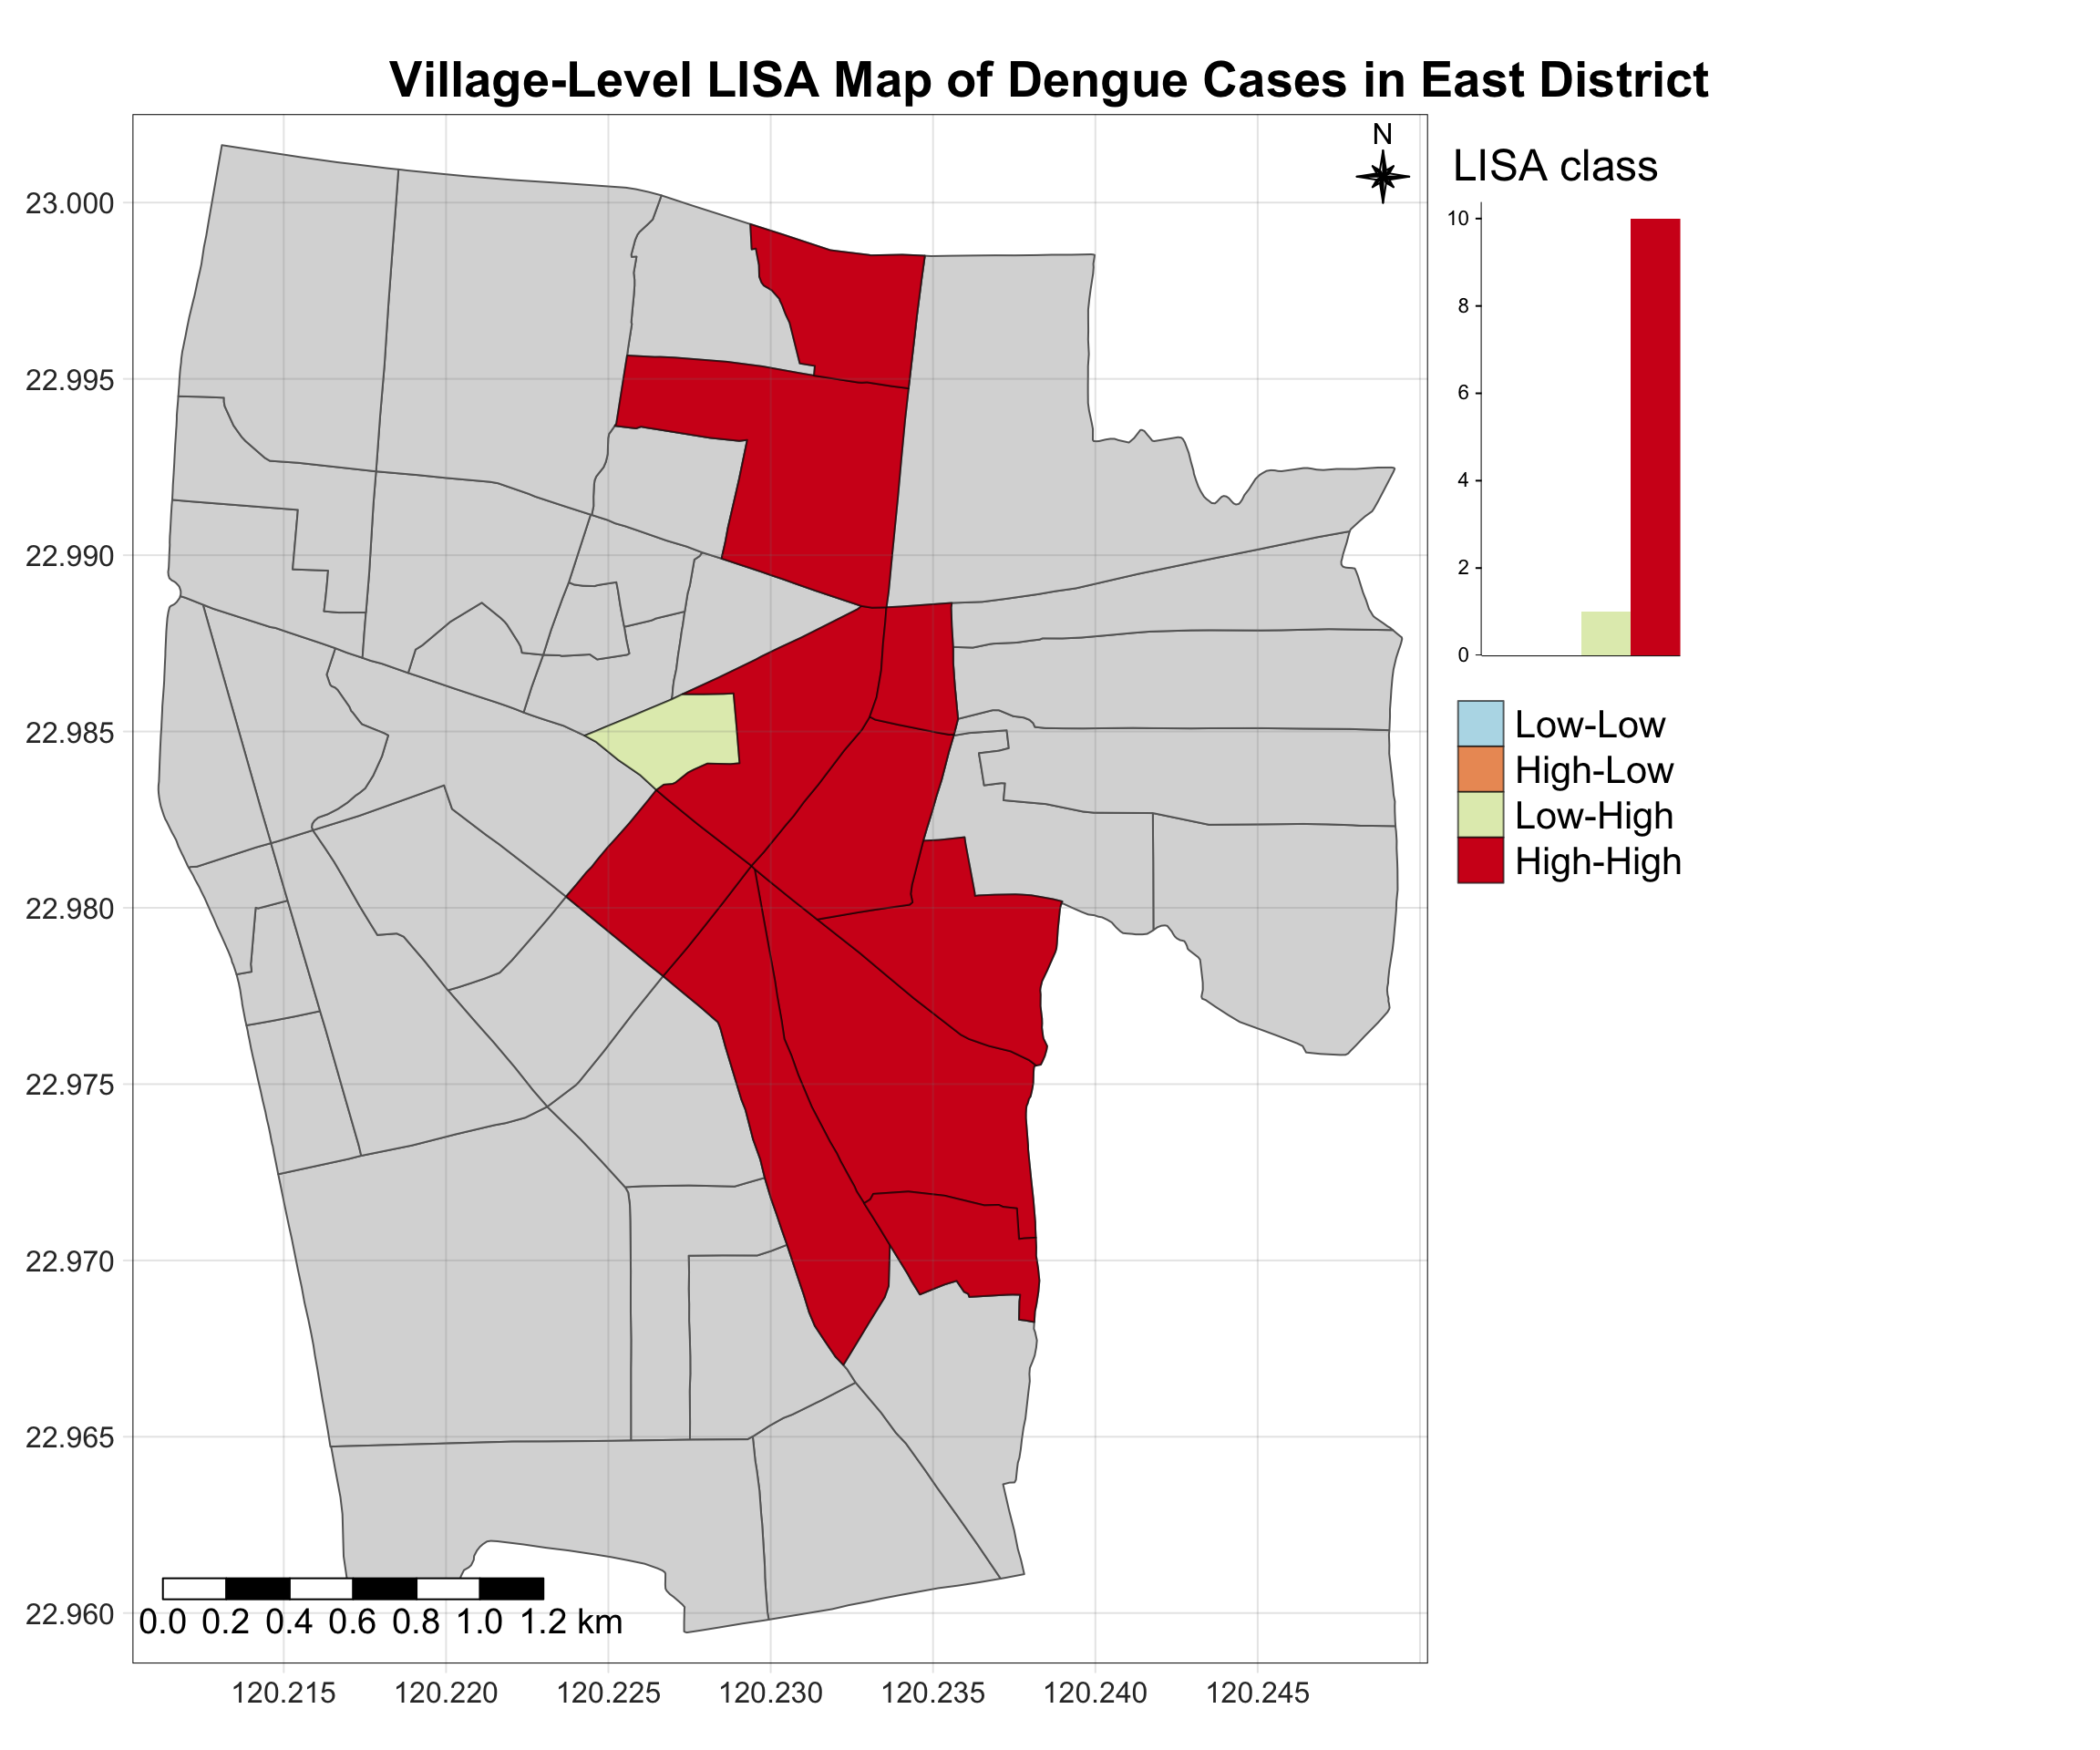 Village-Level LISA Map of Dengue Cases in East District
N
LISA class
10
8
6
4
2
0
Low-Low
High-Low
Low-High
High-High
23.000
22.995
22.990
22.985
22.980
22.975
22.970
22.965
22.960
0.0 0.2 0.4 0.6 0.8 1.0 1.2 km
120.215 120.220 120.225 120.230 120.235 120.240 120.245